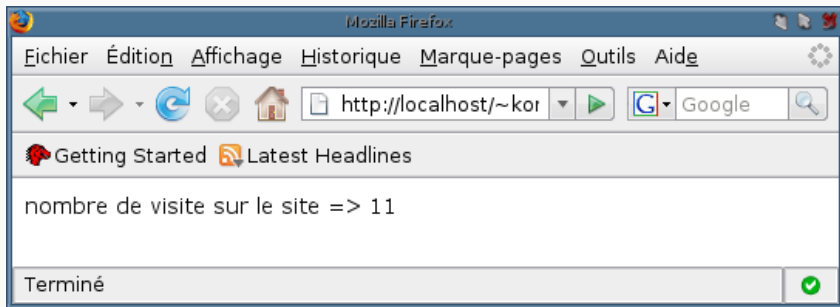 Mozilla Firefox
Fichier Édition Affichage Historique Marque-pages Outils Aide
http://localhost/~kor G Google
Getting Started Latest Headlines
nombre de visite sur le site => 11
Terminé